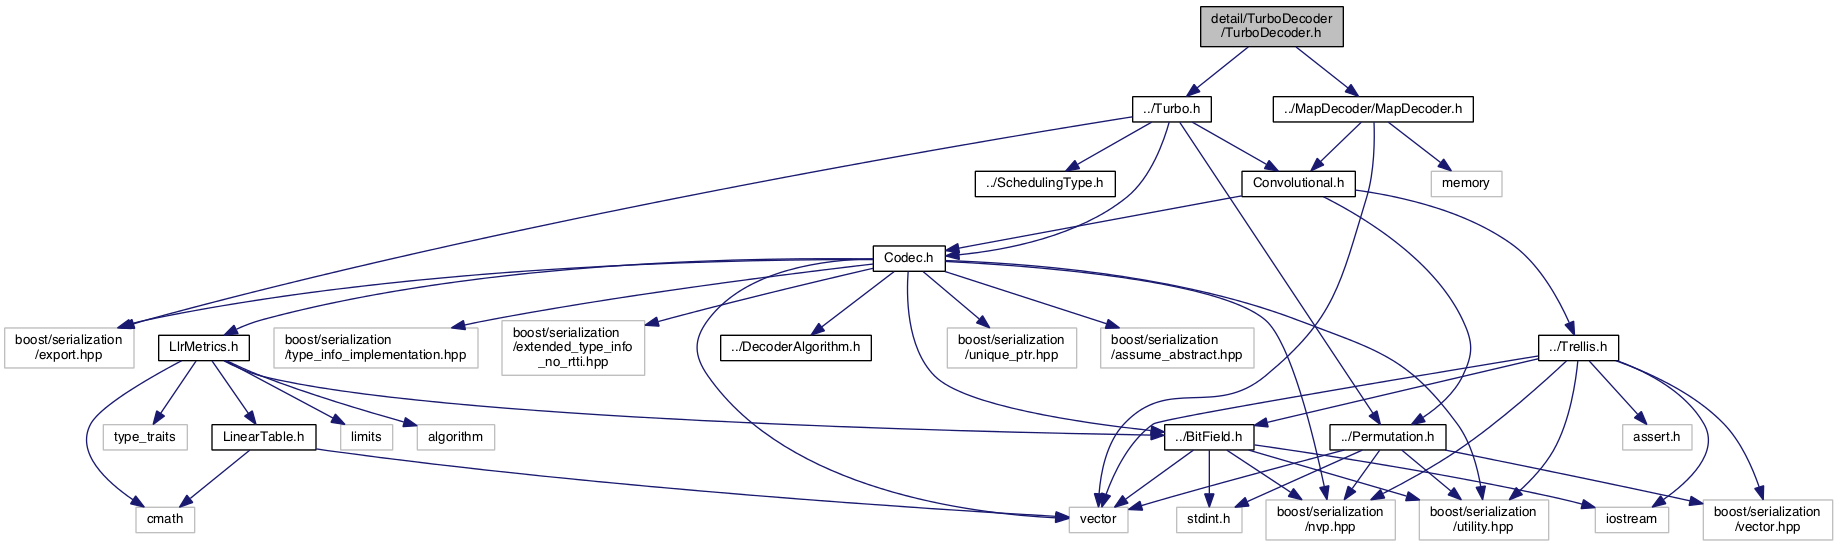 detail/TurboDecoder
/TurboDecoder.h
../Turbo.h
../MapDecoder/MapDecoder.h
../SchedulingType.h
Convolutional.h
memory
Codec.h
boost/serialization
/export.hpp
LlrMetrics.h
boost/serialization
/type_info_implementation.hpp
boost/serialization
/extended_type_info
_no_rtti.hpp
../DecoderAlgorithm.h
boost/serialization
/unique_ptr.hpp
boost/serialization
/assume_abstract.hpp
../Trellis.h
type_traits
LinearTable.h
limits
algorithm
../BitField.h
../Permutation.h
assert.h
cmath
vector
stdint.h
boost/serialization
/nvp.hpp
boost/serialization
/utility.hpp
iostream
boost/serialization
/vector.hpp